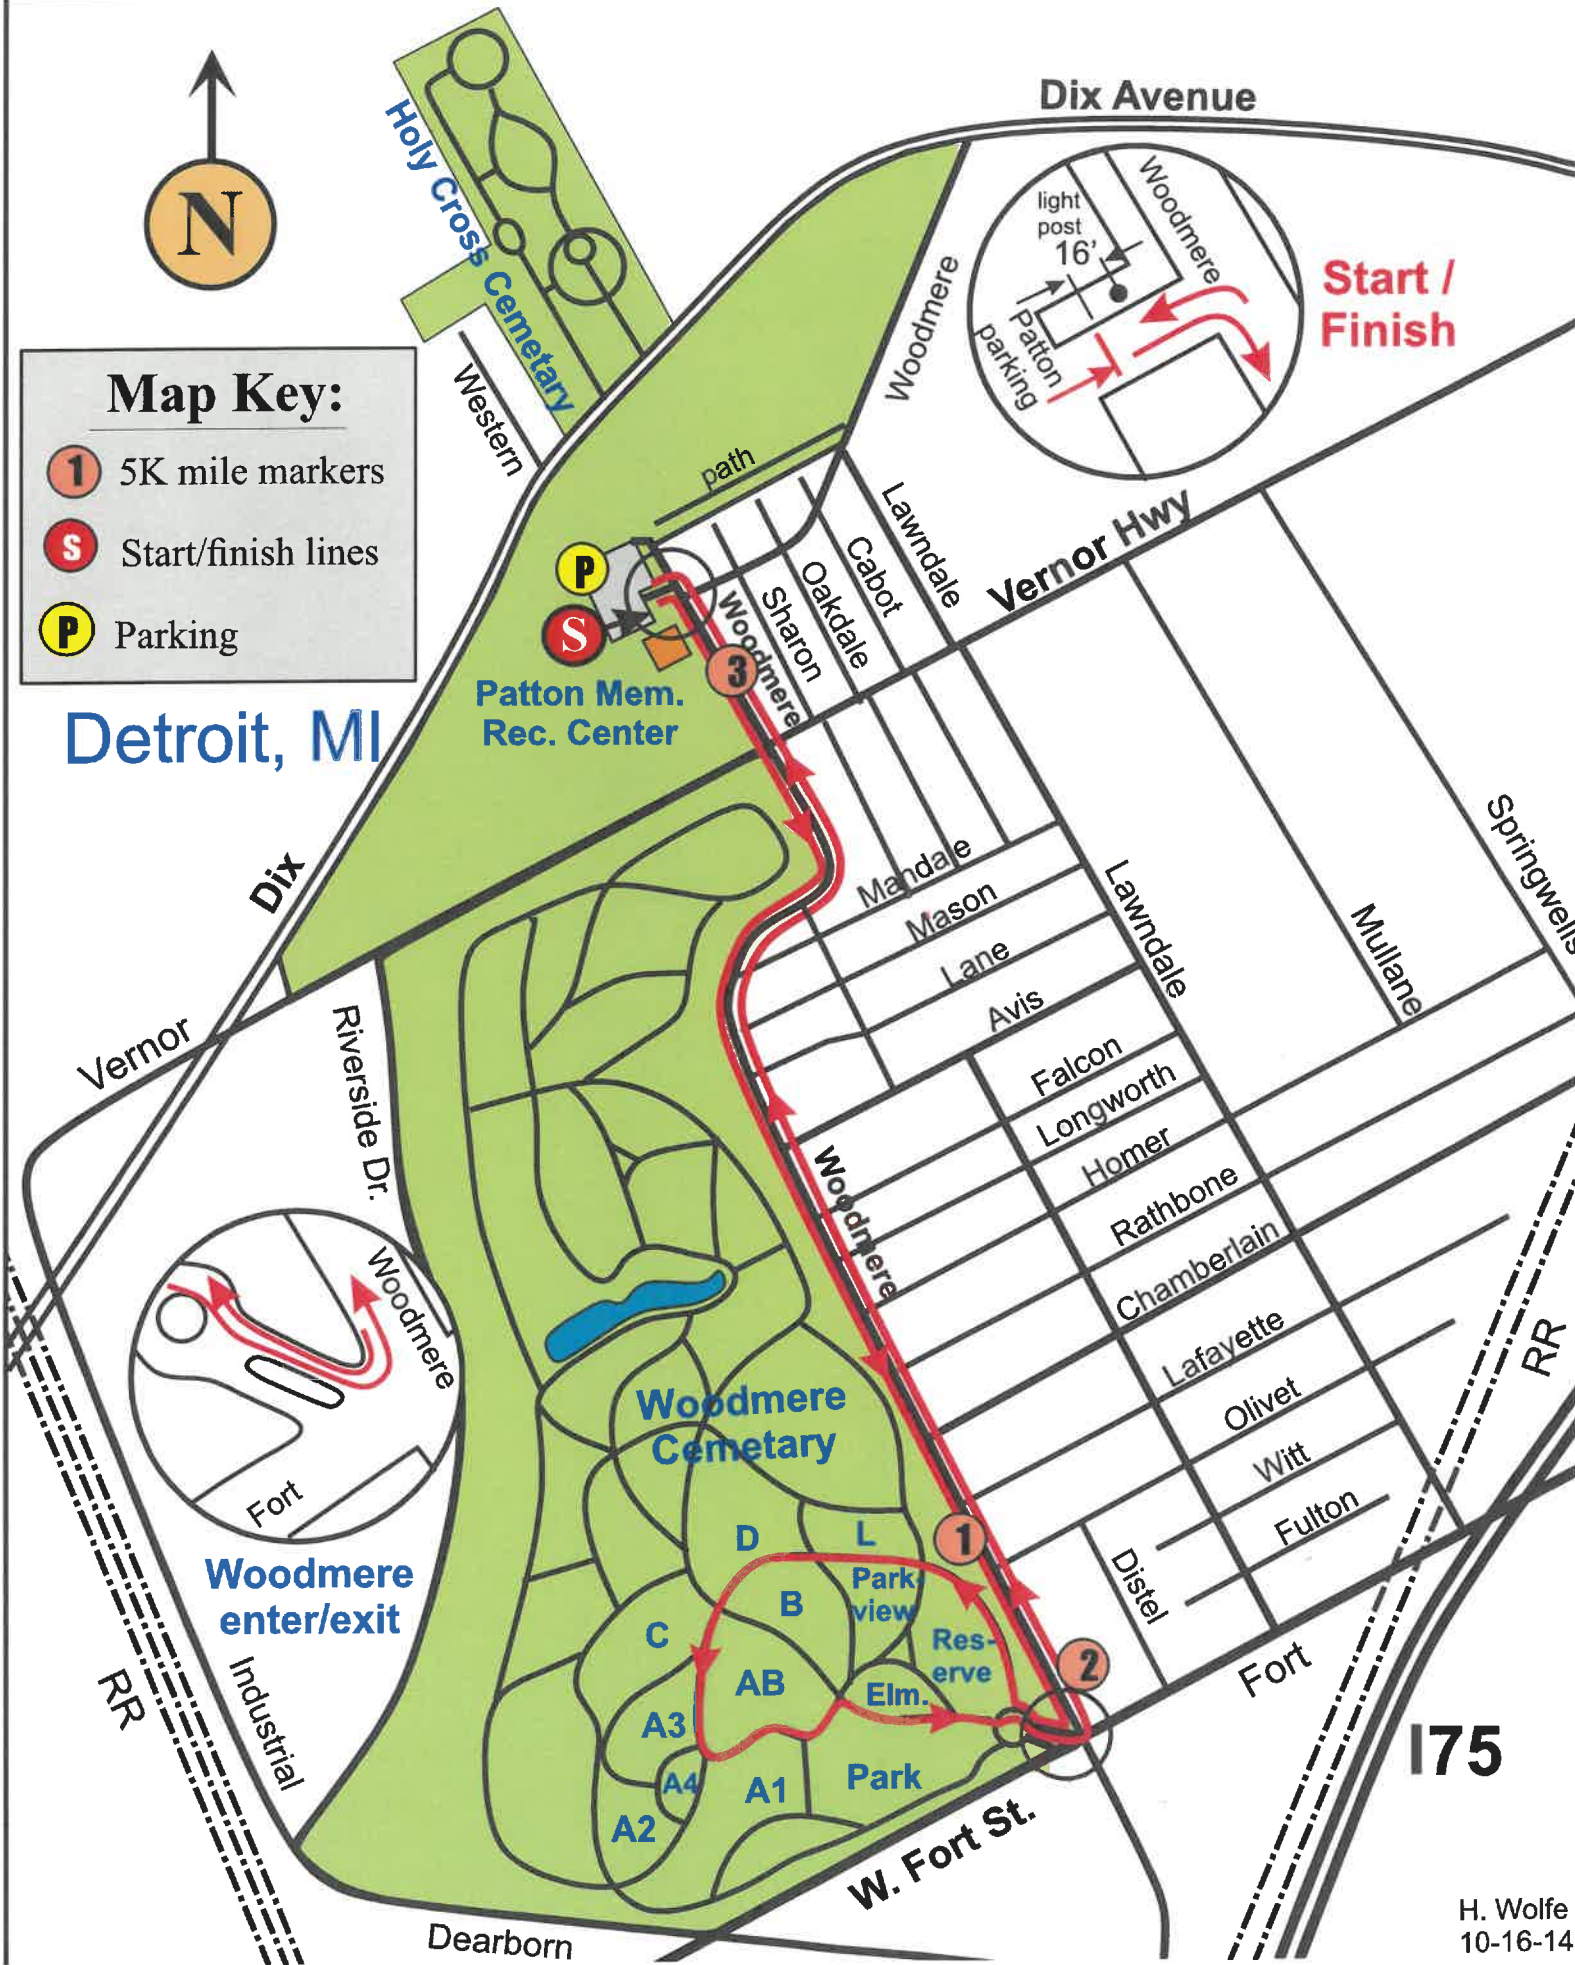 Dix Avenue
N
Holy Cross Cemetary
Western
Woodmere
light
post
16'
Woodmere
Patton
parking
Start /
Finish
Map Key:
1 5K mile markers
S Start/finish lines
P Parking
Detroit, MI
path
P
S
Patton Mem.
Rec. Center
3
Woodmere
Sharon
Oakdale
Cabot
Lawndale
Vernor Hwy
Dix
Vernor
Riverside Dr.
Mandale
Mason
Lane
Avis
Lawndale
Mullane
Springwells
Falcon
Longworth
Homer
Rathbone
Chamberlain
Lafayette
Olivet
Witt
Fulton
Distel
Woodmere
Woodmere
Fort
Woodmere
enter/exit
Woodmere
Cemetary
D
L
1
Park-
view
B
C
Res-
erve
2
AB
Elm.
A3
A4
A1
Park
A2
Fort
W. Fort St.
RR
RR
Industrial
Dearborn
I75
H. Wolfe
10-16-14